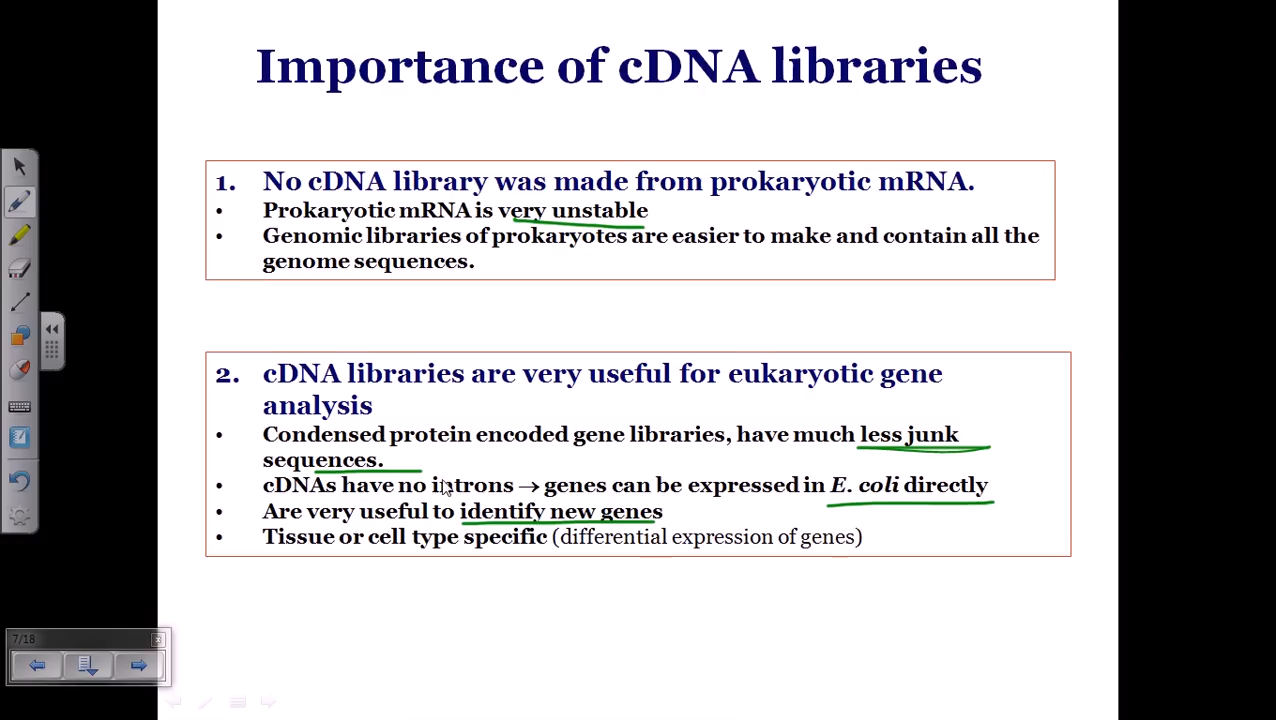 Importance of cDNA libraries
1. No cDNA library was made from prokaryotic mRNA.
• Prokaryotic mRNA is very unstable
• Genomic libraries of prokaryotes are easier to make and contain all the
genome sequences.
2. cDNA libraries are very useful for eukaryotic gene
analysis
• Condensed protein encoded gene libraries, have much less junk
sequences.
• cDNAs have no introns → genes can be expressed in E. coli directly
• Are very useful to identify new genes
• Tissue or cell type specific (differential expression of genes)
7/18